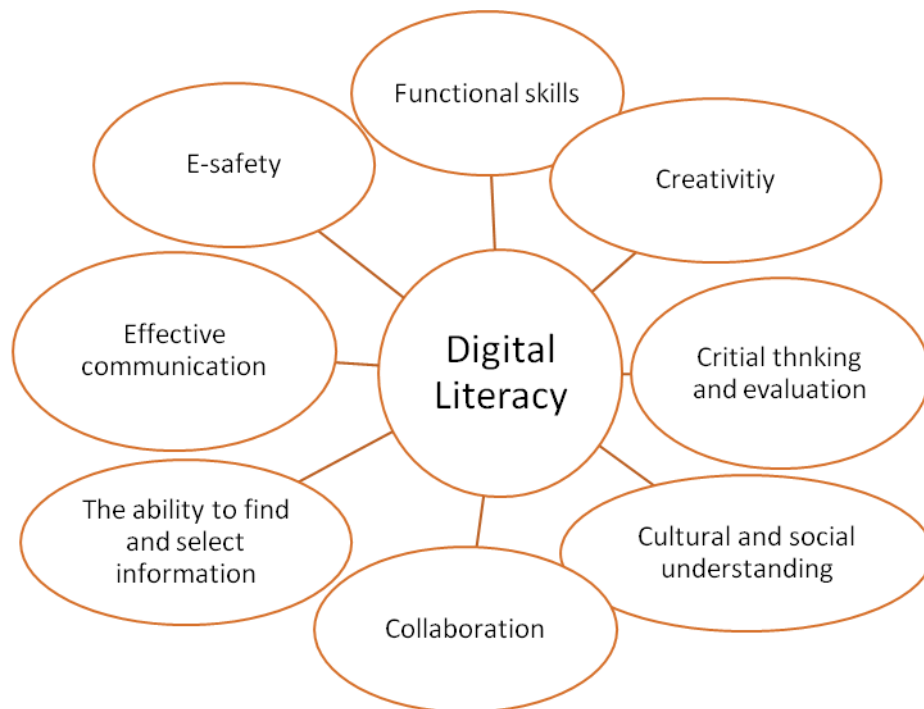 Functional skills
E-safety
Creativitiy
Effective
communication
Digital
Literacy
Critial thnking
and evaluation
The ability to find
and select
information
Cultural and social
understanding
Collaboration